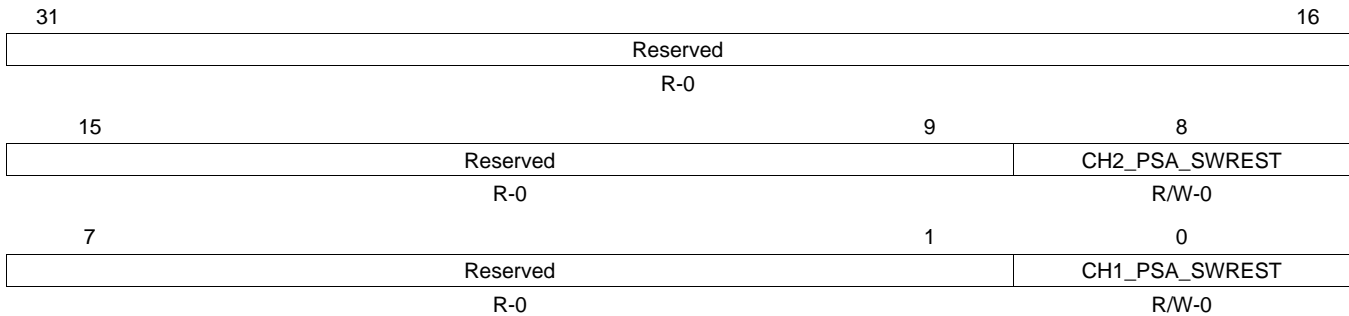 31 16
Reserved
R-0
15 9 8
Reserved CH2_PSA_SWREST
R-0 R/W-0
7 1 0
Reserved CH1_PSA_SWREST
R-0 R/W-0